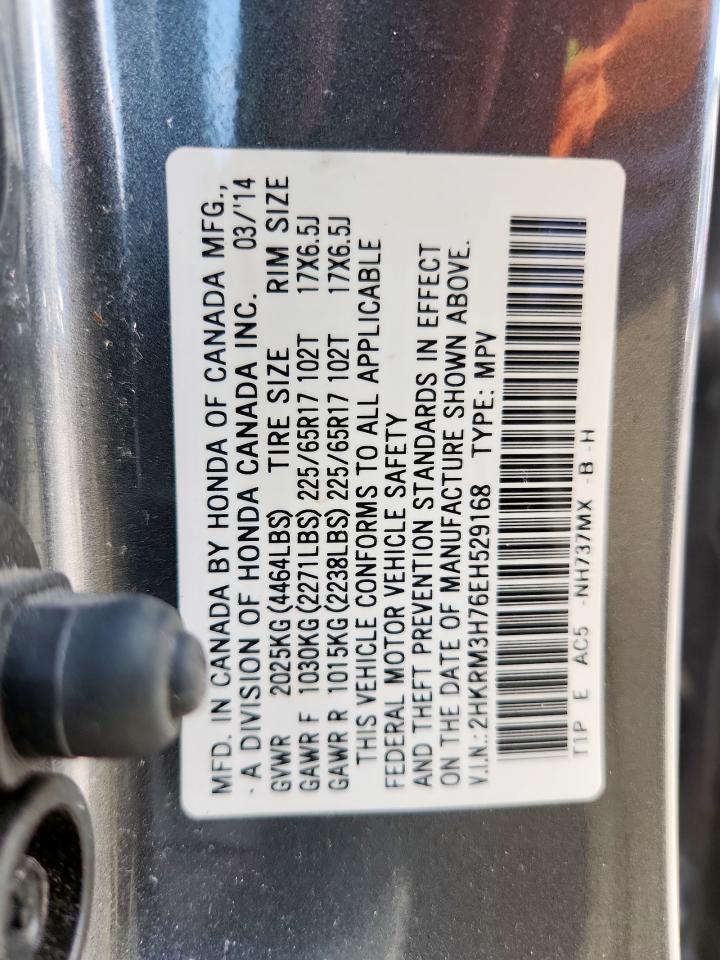 MFD. IN CANADA BY HONDA OF CANADA MFG.,
· A DIVISION OF HONDA CANADA INC. 03/'14
GVWR 2025KG (4464LBS) TIRE SIZE RIM SIZE
GAWR F 1030KG (2271LBS) 225/65R17 102T 17X6.5J
GAWR R 1015KG (2238LBS) 225/65R17 102T 17X6.5J
THIS VEHICLE CONFORMS TO ALL APPLICABLE
FEDERAL MOTOR VEHICLE SAFETY
AND THEFT PREVENTION STANDARDS IN EFFECT
ON THE DATE OF MANUFACTURE SHOWN ABOVE.
V.I.N.: 2HKRM3H76EH529168 TYPE: MPV
T1P E AC5 -NH737MX -B -H